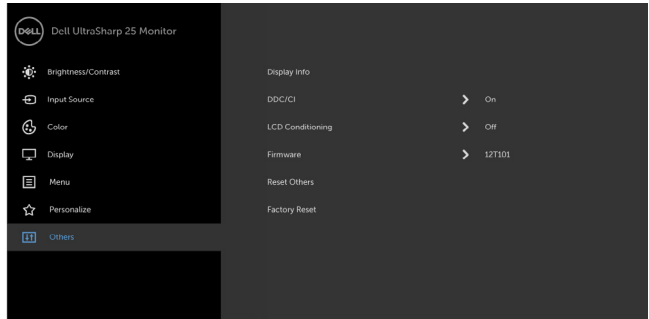 DELL Dell UltraSharp 25 Monitor
Brightness/Contrast
Input Source
Color
Display
Menu
Personalize
Others
Display Info
DDC/CI On
LCD Conditioning Off
Firmware 12T101
Reset Others
Factory Reset